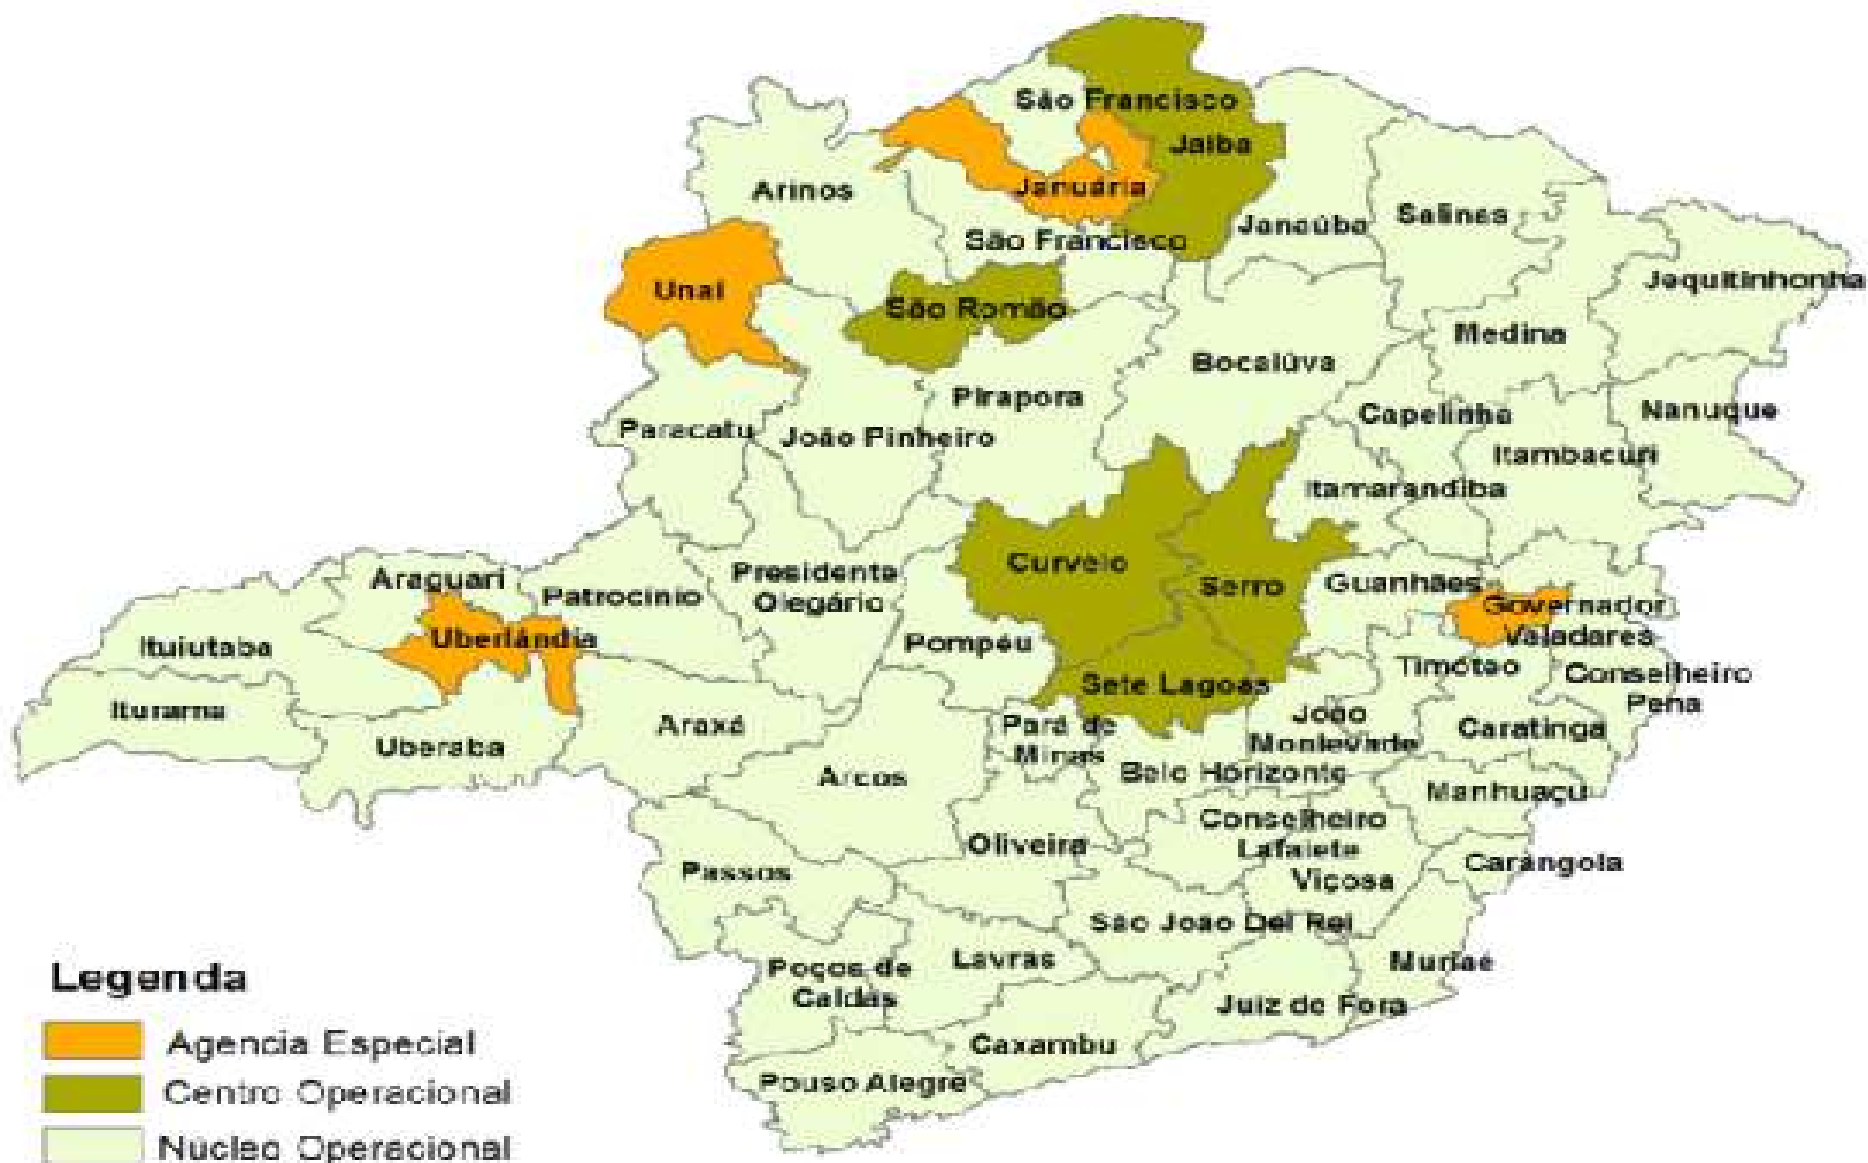 São Francisco
Jaíba
Januária
Arinos
São Francisco
Janaúba
Salinas
Jequitinhonha
Unaí
São Romão
Medina
Bocaiúva
Pirapora
Capelinha
Nanuque
Paracatu
João Pinheiro
Itambacuri
Itamarandiba
Curvelo
Serro
Guanhães
Araguari
Patrocínio
Presidente
Olegário
Governador
Valadares
Uberlândia
Ituiutaba
Pompéu
Timóteo
Conselheiro
Pena
Sete Lagoas
Iturama
Araxá
Pará de
Minas
João
Monlevade
Caratinga
Uberaba
Arcos
Belo Horizonte
Manhuaçu
Conselheiro
Lafaiete
Oliveira
Carangola
Passos
Viçosa
São João Del Rei
Lavras
Muriaé
Poços de
Caldas
Juiz de Fora
Caxambu
Pouso Alegre
Legenda
Agencia Especial
Centro Operacional
Núcleo Operacional